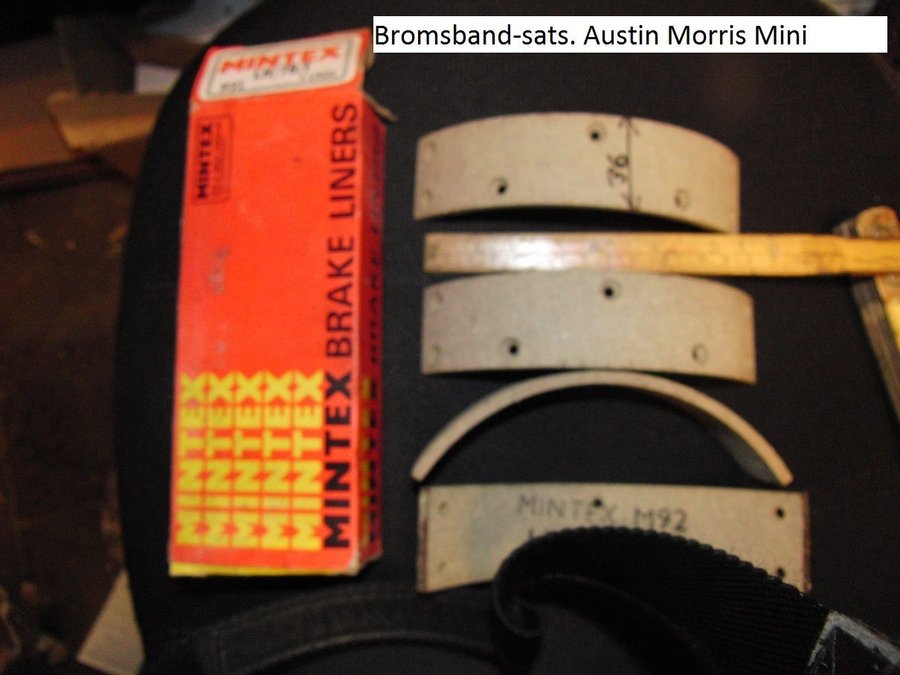 Bromsband-sats. Austin Morris Mini
MINTEX
MINTEX
MINTEX BRAKE LINERS
MINTEX
MINTEX
MINTEX
MINTEX
MINTEX
36
MINTEX M92